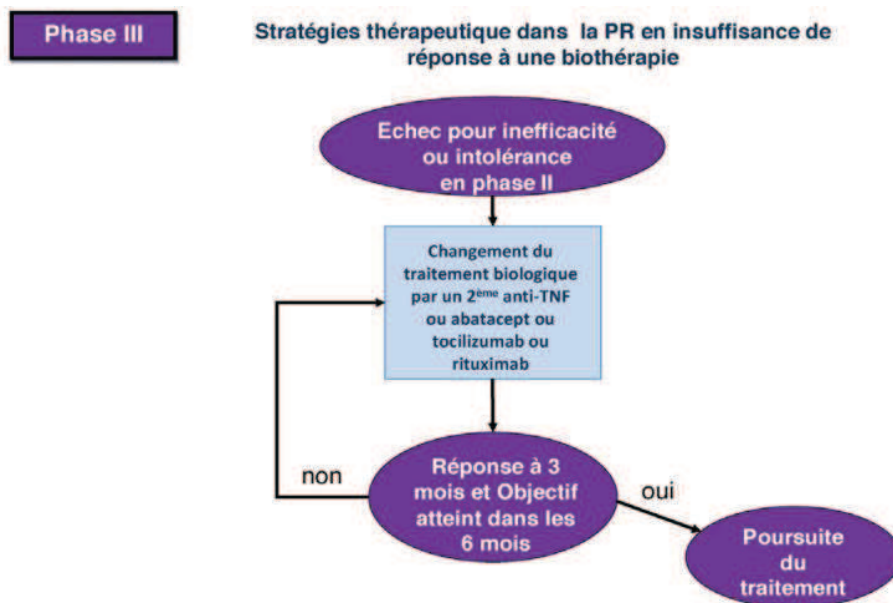 Phase III
Stratégies thérapeutique dans la PR en insuffisance de
réponse à une biothérapie
Echec pour inefficacité
ou intolérance
en phase II
Changement du
traitement biologique
par un 2ème anti-TNF
ou abatacept ou
tocilizumab ou
rituximab
Réponse à 3
mois et Objectif
atteint dans les
6 mois
non
oui
Poursuite
du
traitement